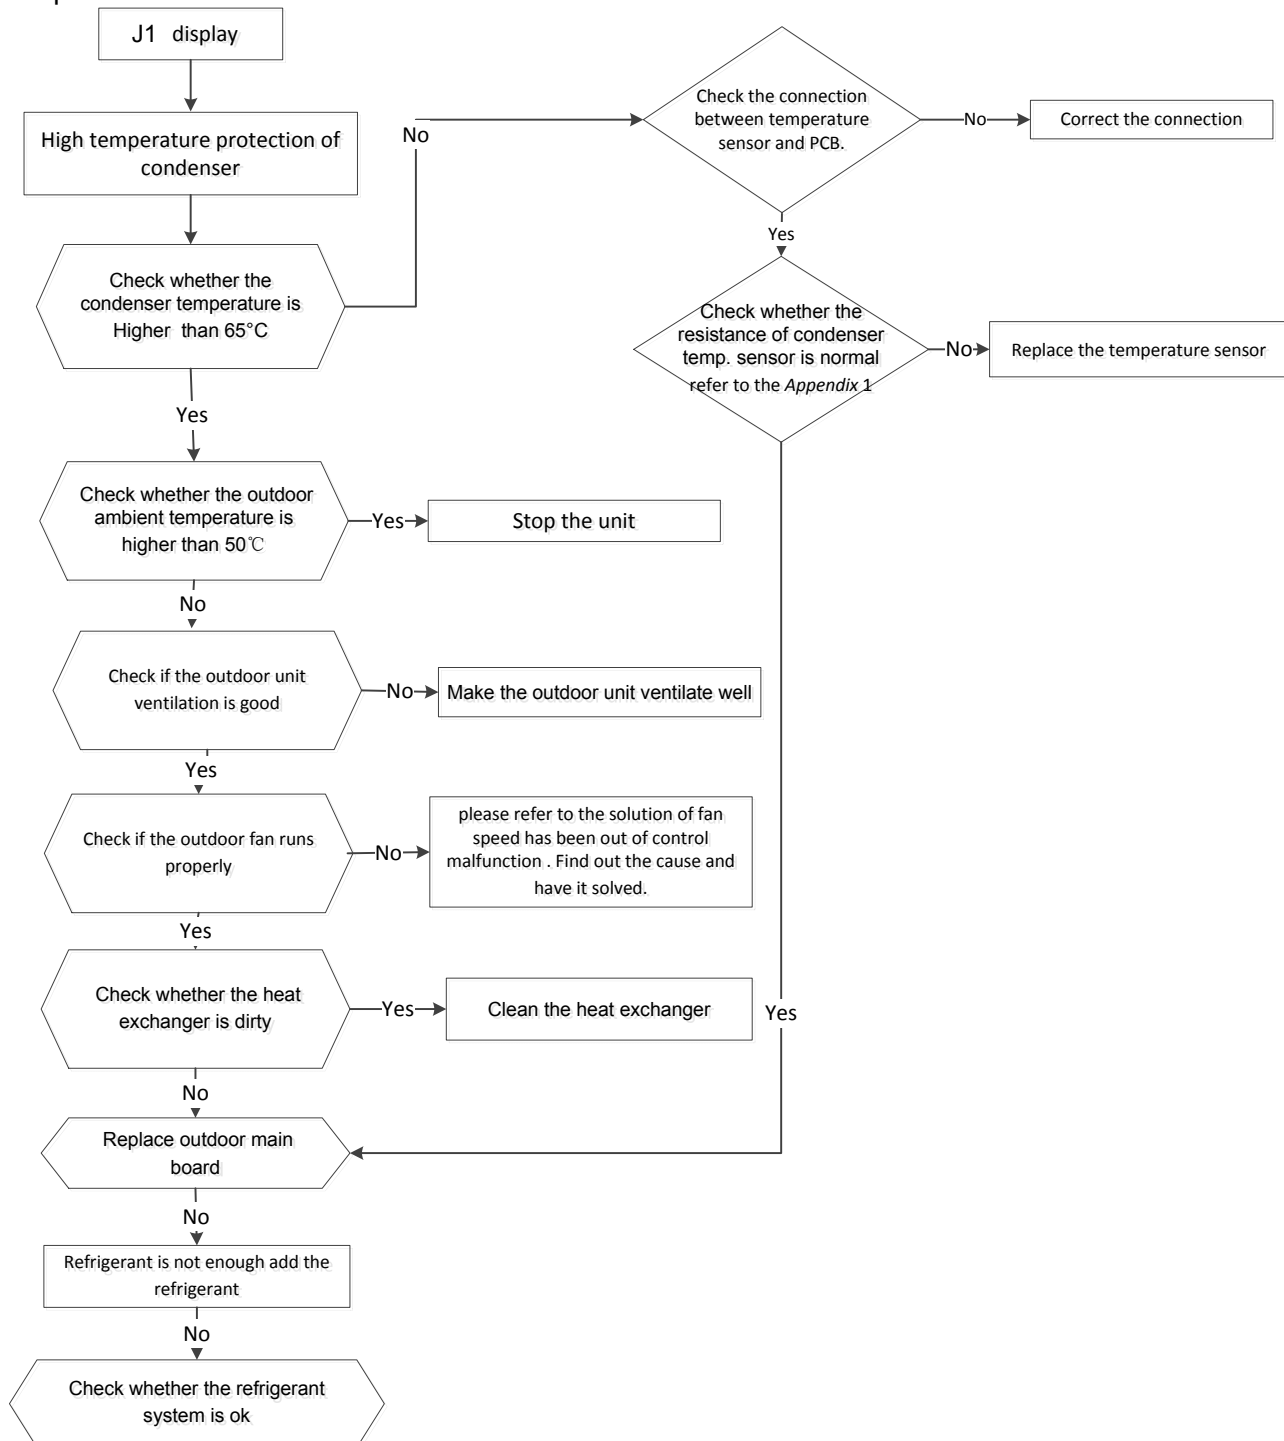 J1 display
High temperature protection of
condenser
Check whether the
condenser temperature is
Higher than 65°C
No
Check the connection
between temperature
sensor and PCB.
No
Correct the connection
Yes
Check whether the
resistance of condenser
temp. sensor is normal
refer to the Appendix 1
No
Replace the temperature sensor
Yes
Yes
Check whether the outdoor
ambient temperature is
higher than 50℃
Yes
Stop the unit
No
Check if the outdoor unit
ventilation is good
No
Make the outdoor unit ventilate well
Yes
Check if the outdoor fan runs
properly
No
please refer to the solution of fan
speed has been out of control
malfunction . Find out the cause and
have it solved.
Yes
Check whether the heat
exchanger is dirty
Yes
Clean the heat exchanger
No
Replace outdoor main
board
No
Refrigerant is not enough add the
refrigerant
No
Check whether the refrigerant
system is ok